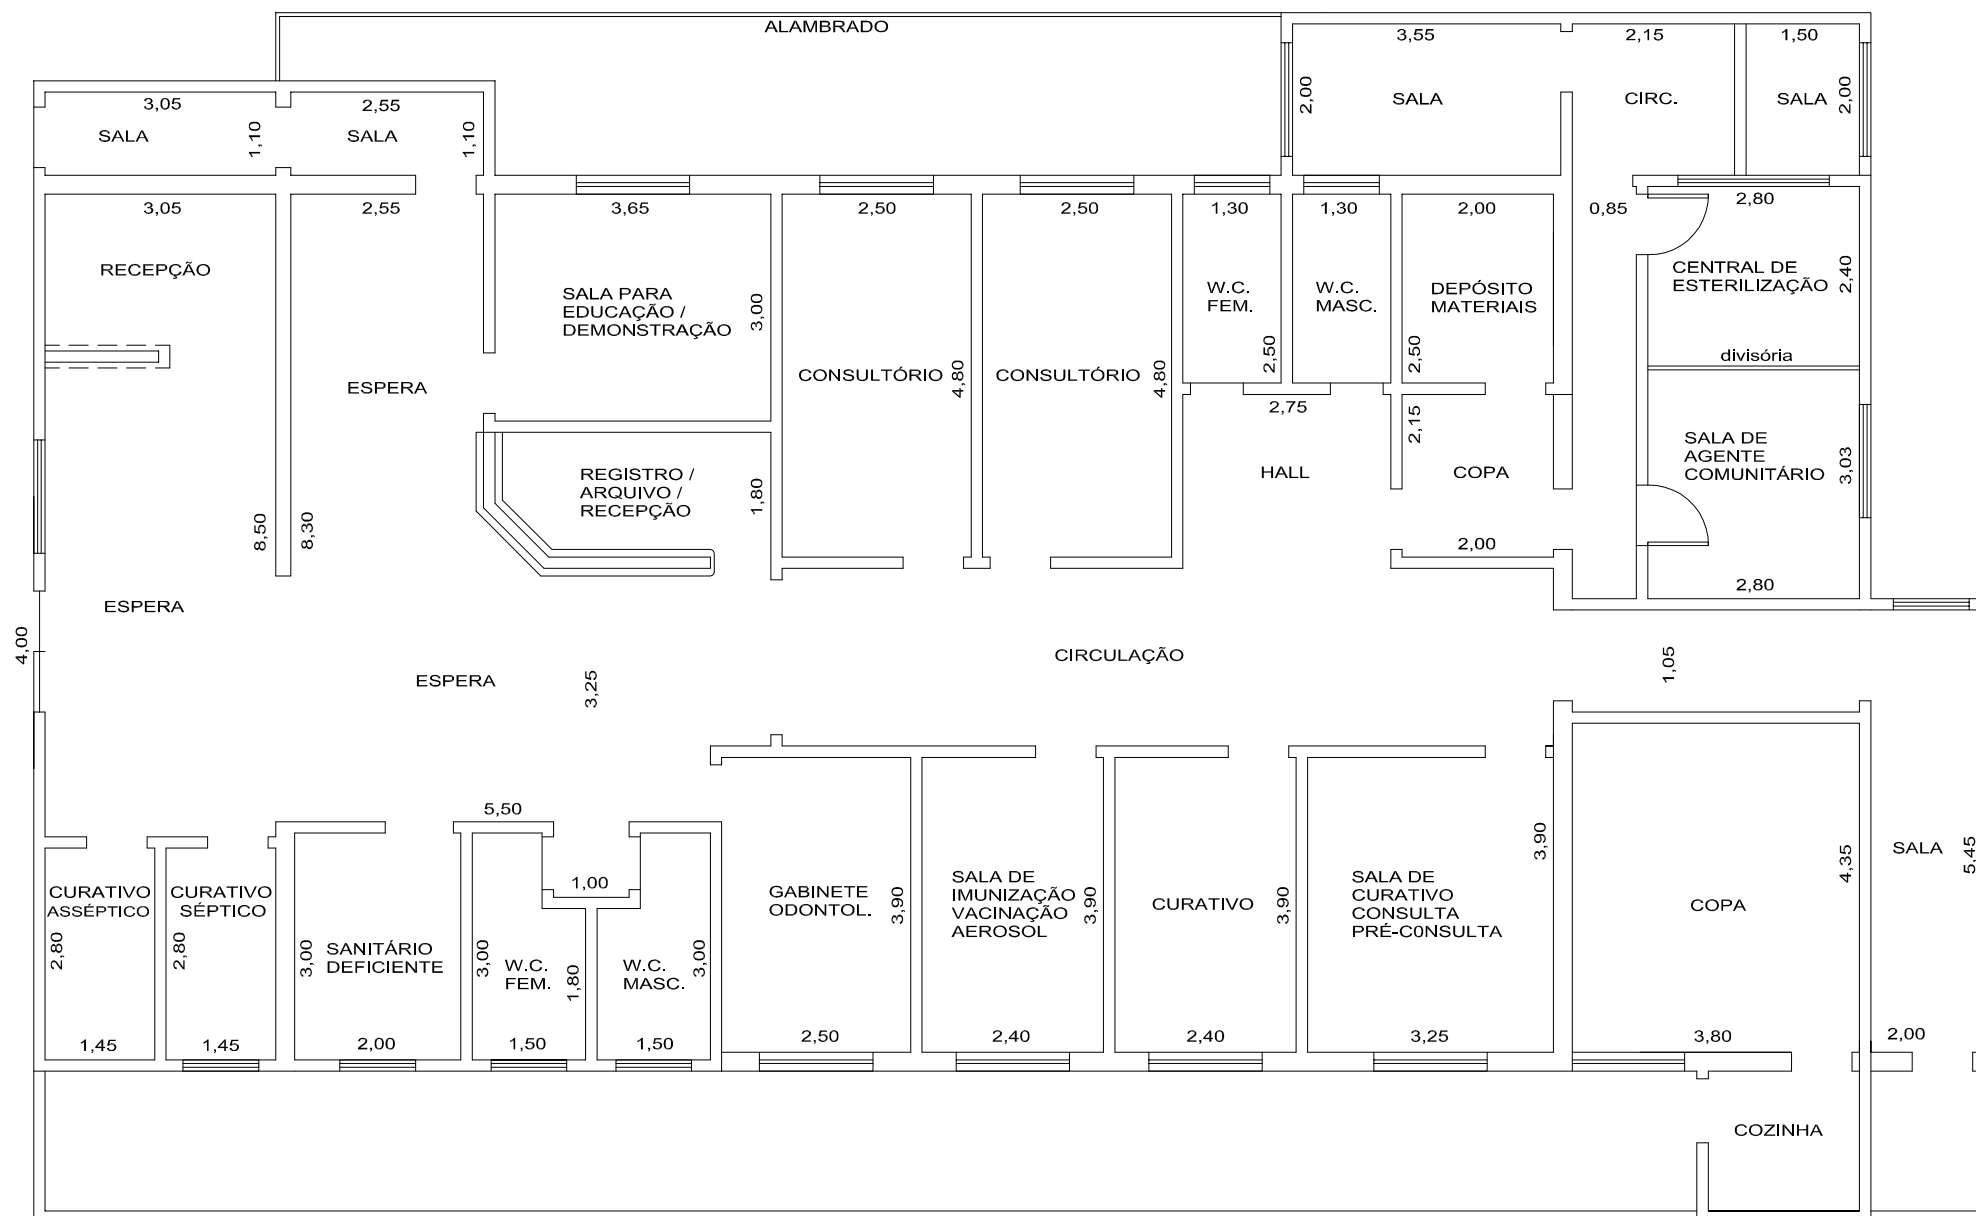 ALAMBRADO
3,55
2,15
1,50
2,00
SALA
CIRC.
SALA
2,00
3,05
2,55
SALA
1,10
SALA
1,10
3,05
2,55
3,65
2,50
2,50
1,30
1,30
2,00
0,85
2,80
RECEPÇÃO
SALA PARA
EDUCAÇÃO /
DEMONSTRAÇÃO
3,00
W.C.
FEM.
W.C.
MASC.
DEPÓSITO
MATERIAIS
CENTRAL DE
ESTERILIZAÇÃO
2,40
2,50
2,50
divisória
ESPERA
CONSULTÓRIO
4,80
CONSULTÓRIO
4,80
2,75
2,15
SALA DE
AGENTE
COMUNITÁRIO
3,03
REGISTRO /
ARQUIVO /
RECEPÇÃO
1,80
HALL
COPA
8,50
8,30
2,00
2,80
ESPERA
4,00
ESPERA
3,25
CIRCULAÇÃO
1,05
5,50
3,90
4,35
SALA
5,45
CURATIVO
ASSÉPTICO
2,80
CURATIVO
SÉPTICO
2,80
1,00
GABINETE
ODONTOL.
3,90
SALA DE
IMUNIZAÇÃO
VACINAÇÃO
AEROSOL
3,90
CURATIVO
3,90
SALA DE
CURATIVO
CONSULTA
PRÉ-C0NSULTA
COPA
3,00
SANITÁRIO
DEFICIENTE
3,00
W.C.
FEM.
1,80
W.C.
MASC.
3,00
1,45
1,45
2,00
1,50
1,50
2,50
2,40
2,40
3,25
3,80
2,00
COZINHA